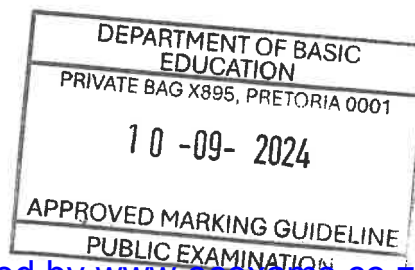 DEPARTMENT OF BASIC
EDUCATION
PRIVATE BAG X895, PRETORIA 0001
10 -09- 2024
APPROVED MARKING GUIDELINE
PUBLIC EXAMINATION